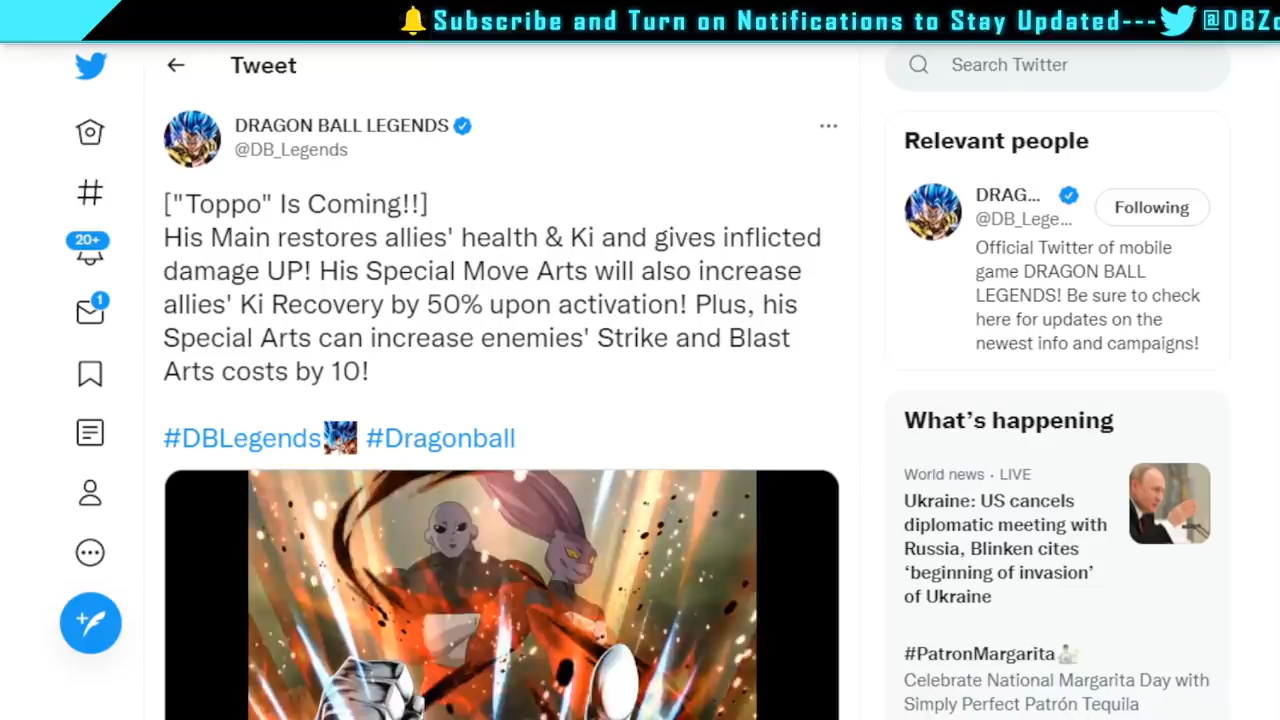 Subscribe and Turn on Notifications to Stay Updated---
Tweet
Search Twitter
DRAGON BALL LEGENDS
@DB_Legends
["Toppo" Is Coming!!]
His Main restores allies' health & Ki and gives inflicted
damage UP! His Special Move Arts will also increase
allies' Ki Recovery by 50% upon activation! Plus, his
Special Arts can increase enemies' Strike and Blast
Arts costs by 10!
#DBLegends #Dragonball
20+
1
Relevant people
DRAG...
@DB_Lege...
Following
Official Twitter of mobile
game DRAGON BALL
LEGENDS! Be sure to check
here for updates on the
newest info and campaigns!
What's happening
World news · LIVE
Ukraine: US cancels
diplomatic meeting with
Russia, Blinken cites
‘beginning of invasion’
of Ukraine
#PatronMargarita
Celebrate National Margarita Day with
Simply Perfect Patrón Tequila